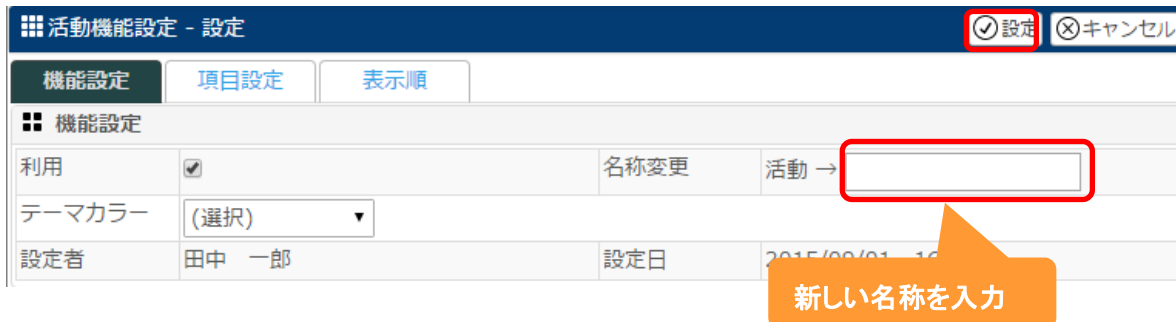 活動機能設定 - 設定 設定 キャンセル
機能設定 項目設定 表示順
機能設定
利用 名称変更 活動 →
テーマカラー (選択)
設定者 田中 一郎 設定日
新しい名称を入力